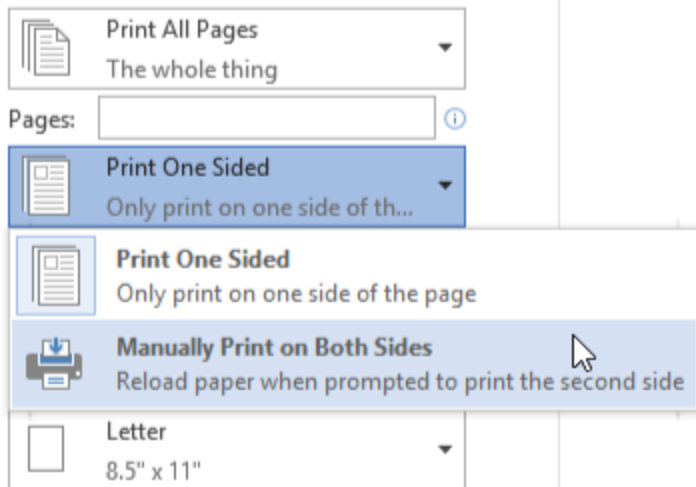 Print All Pages
The whole thing
Pages:
Print One Sided
Only print on one side of th...
Print One Sided
Only print on one side of the page
Manually Print on Both Sides
Reload paper when prompted to print the second side
Letter
8.5" x 11"